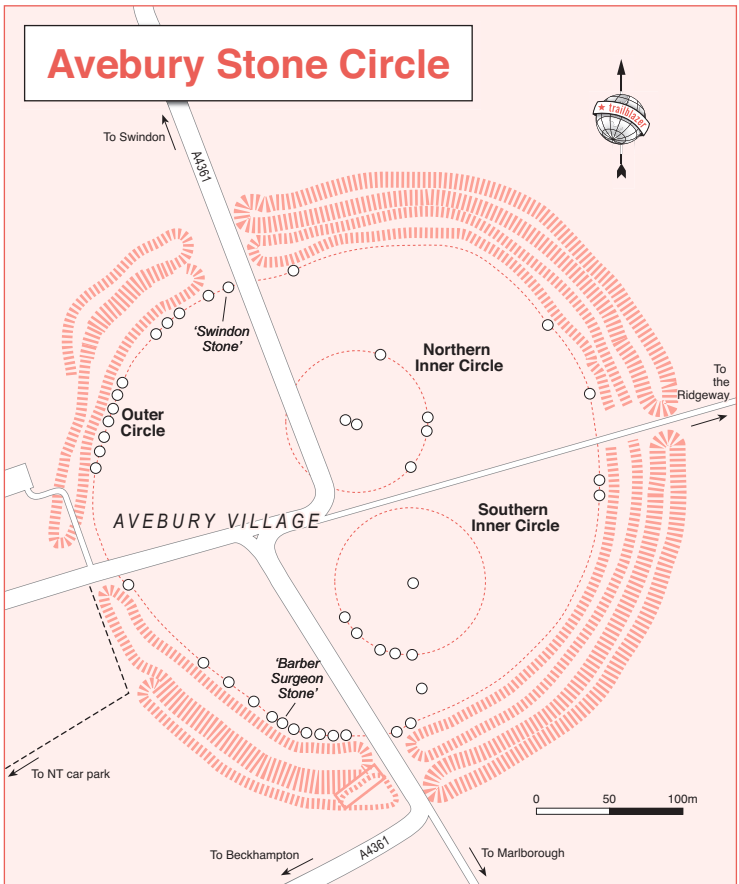 Avebury Stone Circle
★ trailblazer
To Swindon
A4361
'Swindon
Stone'
Northern
Inner Circle
To
the
Ridgeway
Outer
Circle
Southern
Inner Circle
AVEBURY VILLAGE
'Barber
Surgeon
Stone'
To NT car park
0 50 100m
To Beckhampton
A4361
To Marlborough